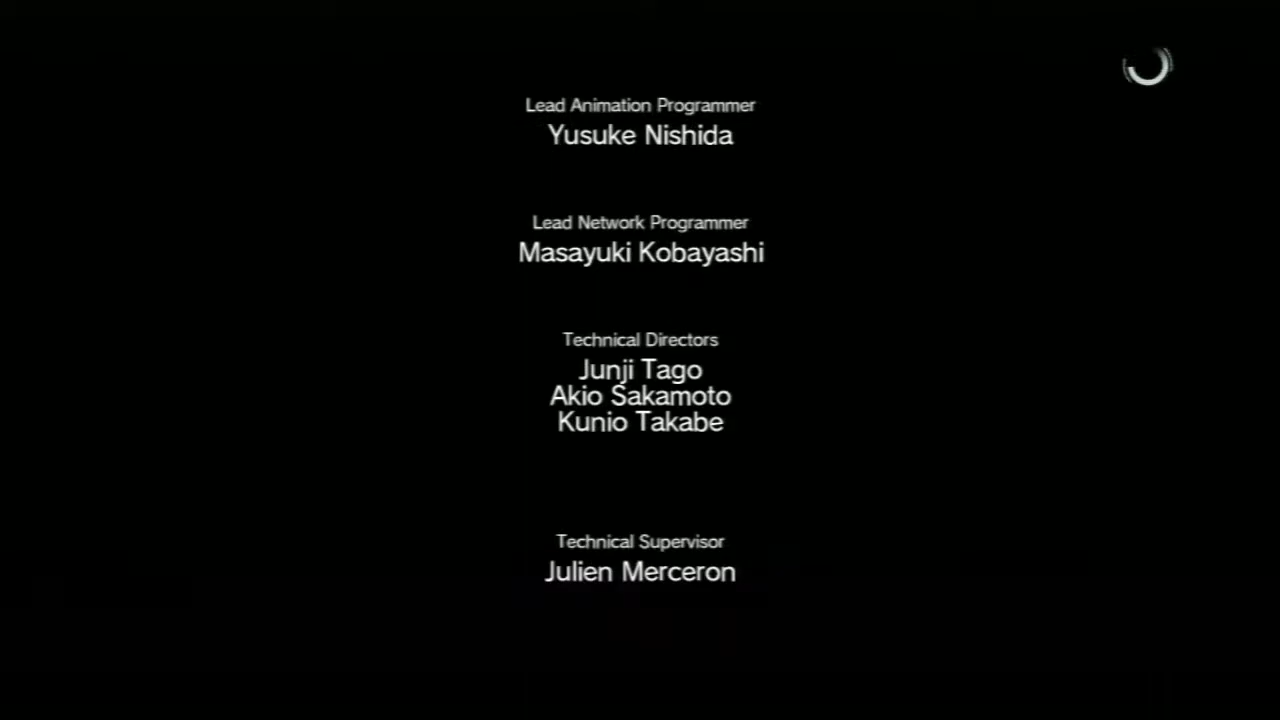 Lead Animation Programmer
Yusuke Nishida
Lead Network Programmer
Masayuki Kobayashi
Technical Directors
Junji Tago
Akio Sakamoto
Kunio Takabe
Technical Supervisor
Julien Merceron